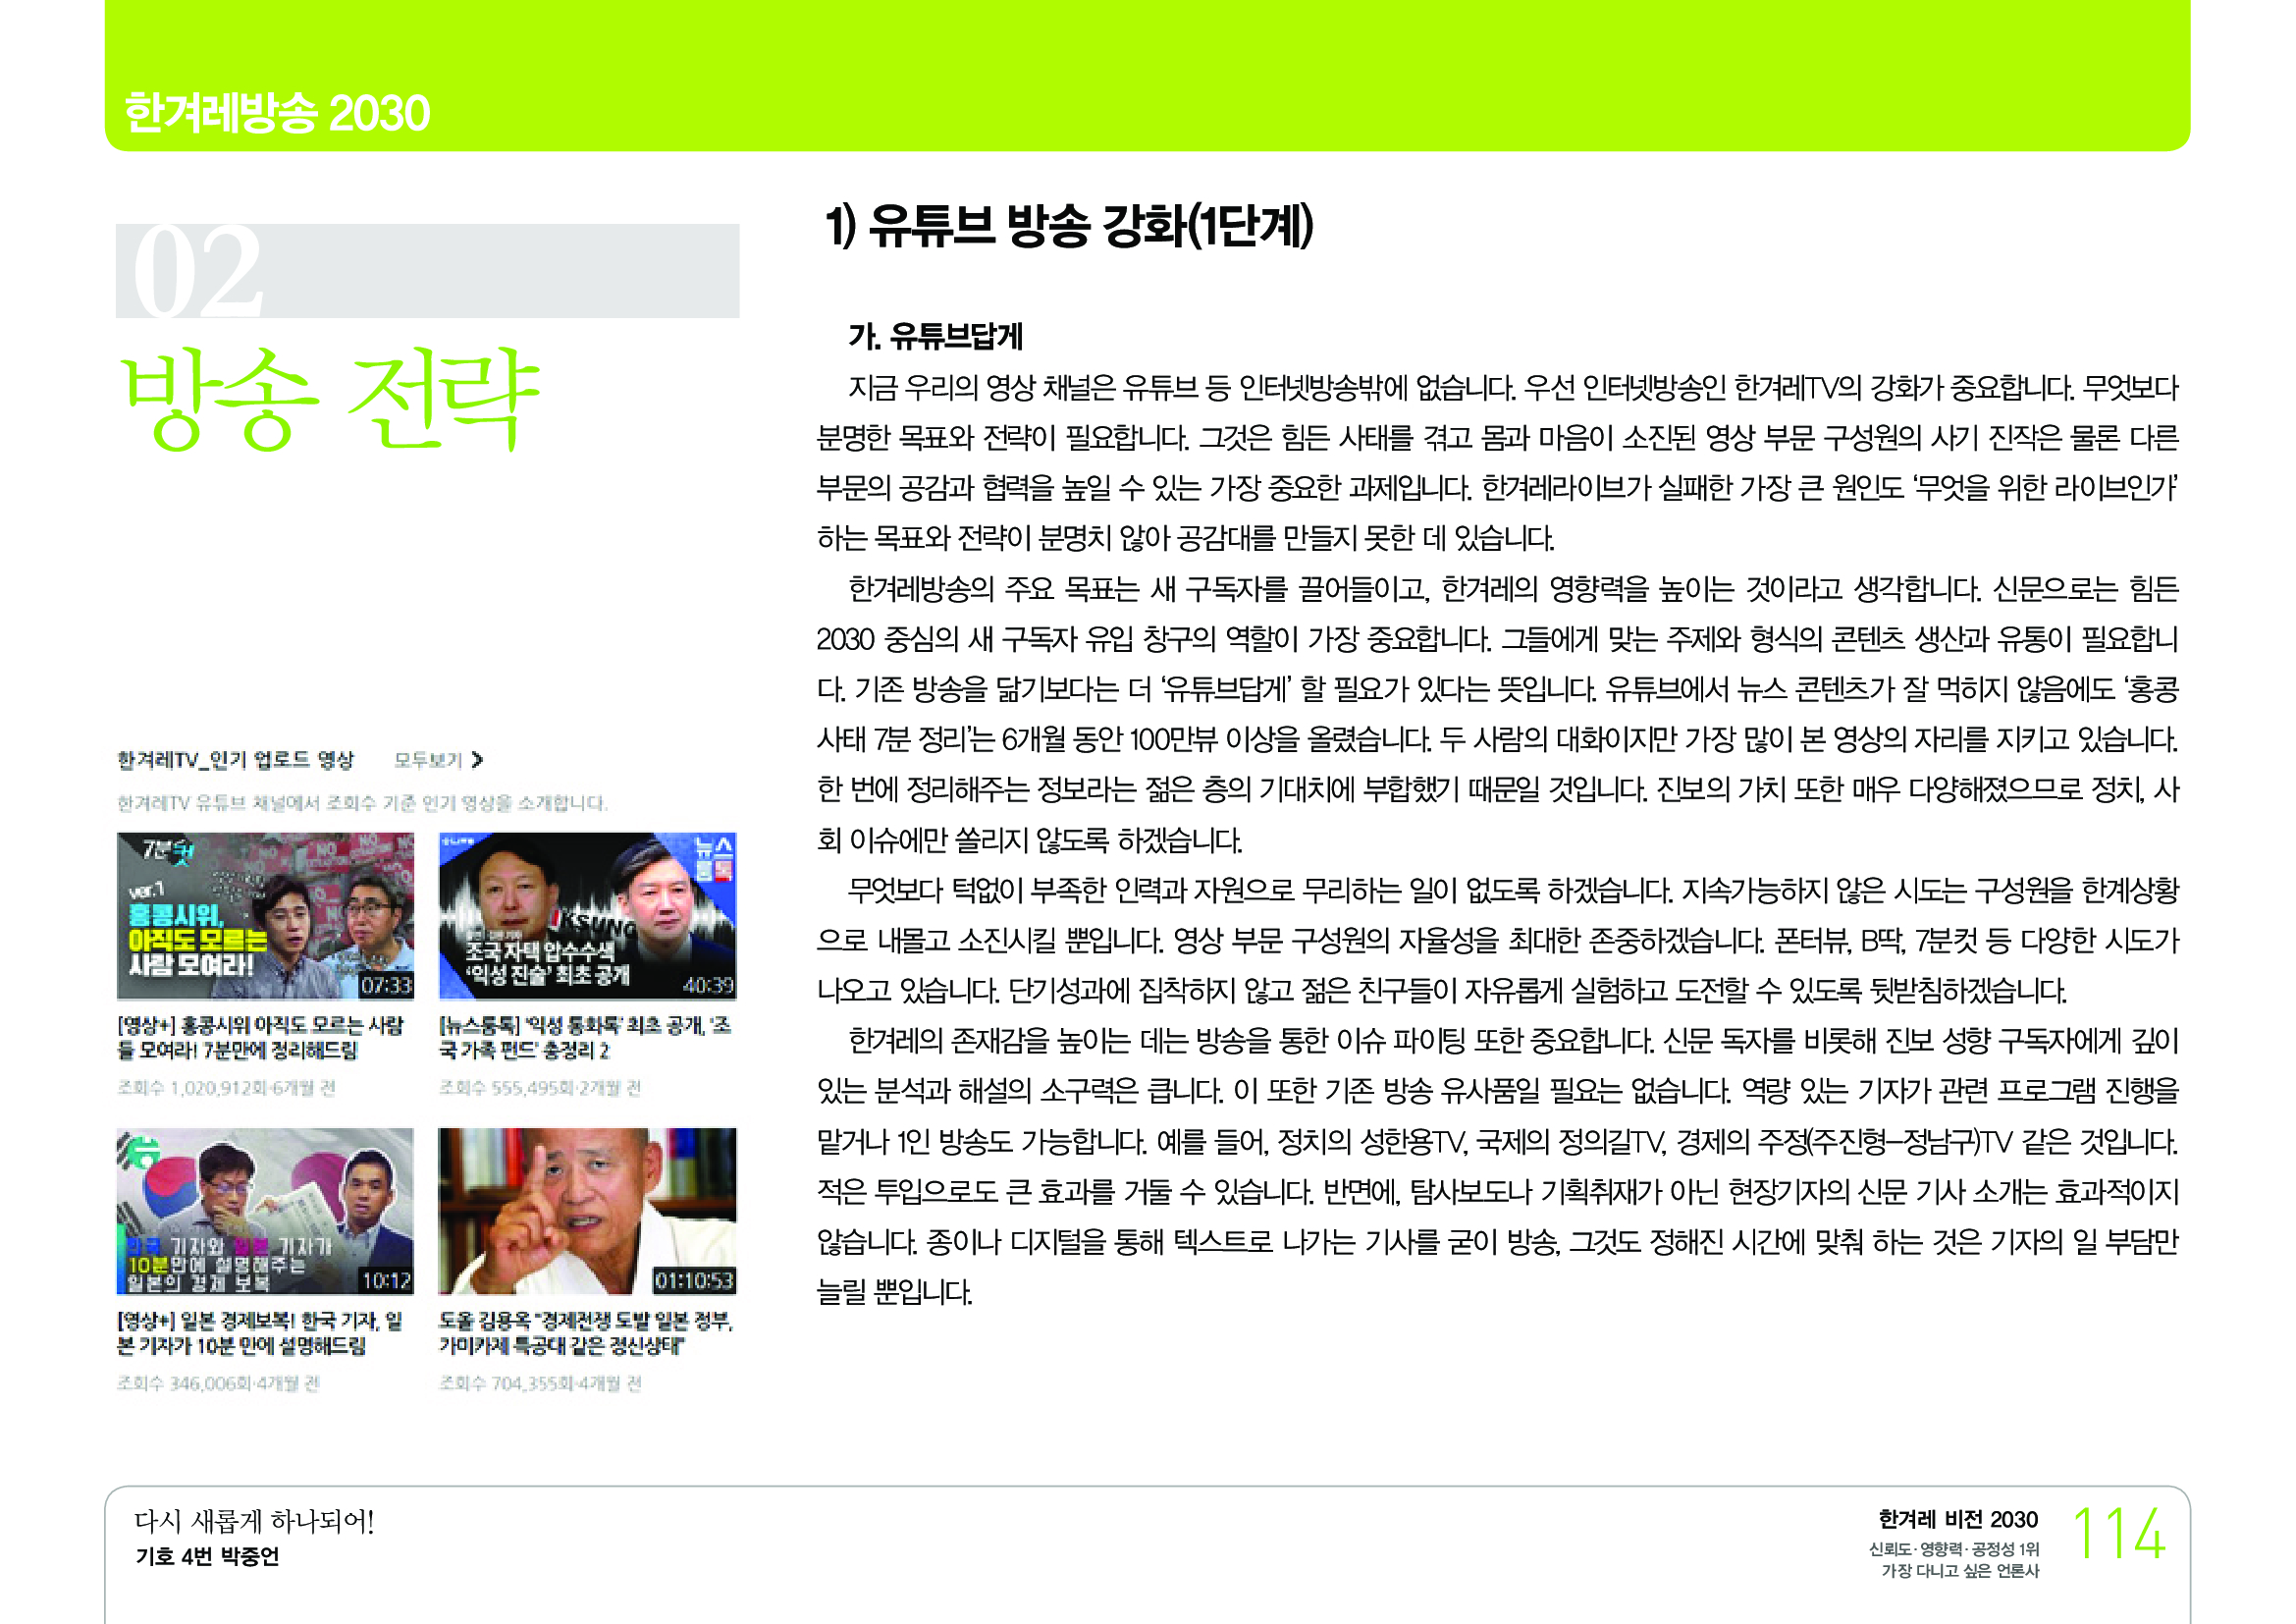 한겨레방송 2030
02
방송 전략
한겨레TV_인기 업로드 영상 모두보기
한겨레TV 유튜브 채널에서 조회수 기준 인기 영상을 소개합니다.
7분컷
ver.1
홍콩시위,
아직도 모르는
사람 모여라!
07:33
[영상+] 홍콩시위 아직도 모르는 사람
들 모여라! 7분만에 정리해드림
조회수 1,020,912회·6개월 전
뉴스
룸톡
조국 자택 압수수색
‘익성 진술’ 최초 공개
40:39
[뉴스룸톡] ‘익성 통화록’ 최초 공개, ‘조
국 가족 펀드’ 총정리 2
조회수 555,495회·2개월 전
한국 기자와 일본 기자가
10분만에 설명해주는
일본의 경제 보복
10:12
[영상+] 일본 경제보복! 한국 기자, 일
본 기자가 10분 만에 설명해드림
조회수 346,006회·4개월 전
01:10:53
도올 김용옥 "경제전쟁 도발 일본 정부,
가미카제 특공대 같은 정신상태"
조회수 704,355회·4개월 전
1) 유튜브 방송 강화(1단계)
가. 유튜브답게
지금 우리의 영상 채널은 유튜브 등 인터넷방송밖에 없습니다. 우선 인터넷방송인 한겨레TV의 강화가 중요합니다. 무엇보다
분명한 목표와 전략이 필요합니다. 그것은 힘든 사태를 겪고 몸과 마음이 소진된 영상 부문 구성원의 사기 진작은 물론 다른
부문의 공감과 협력을 높일 수 있는 가장 중요한 과제입니다. 한겨레라이브가 실패한 가장 큰 원인도 ‘무엇을 위한 라이브인가’
하는 목표와 전략이 분명치 않아 공감대를 만들지 못한 데 있습니다.
한겨레방송의 주요 목표는 새 구독자를 끌어들이고, 한겨레의 영향력을 높이는 것이라고 생각합니다. 신문으로는 힘든
2030 중심의 새 구독자 유입 창구의 역할이 가장 중요합니다. 그들에게 맞는 주제와 형식의 콘텐츠 생산과 유통이 필요합니
다. 기존 방송을 닮기보다는 더 ‘유튜브답게’ 할 필요가 있다는 뜻입니다. 유튜브에서 뉴스 콘텐츠가 잘 먹히지 않음에도 ‘홍콩
사태 7분 정리’는 6개월 동안 100만뷰 이상을 올렸습니다. 두 사람의 대화이지만 가장 많이 본 영상의 자리를 지키고 있습니다.
한 번에 정리해주는 정보라는 젊은 층의 기대치에 부합했기 때문일 것입니다. 진보의 가치 또한 매우 다양해졌으므로 정치, 사
회 이슈에만 쏠리지 않도록 하겠습니다.
무엇보다 턱없이 부족한 인력과 자원으로 무리하는 일이 없도록 하겠습니다. 지속가능하지 않은 시도는 구성원을 한계상황
으로 내몰고 소진시킬 뿐입니다. 영상 부문 구성원의 자율성을 최대한 존중하겠습니다. 폰터뷰, B딱, 7분컷 등 다양한 시도가
나오고 있습니다. 단기성과에 집착하지 않고 젊은 친구들이 자유롭게 실험하고 도전할 수 있도록 뒷받침하겠습니다.
한겨레의 존재감을 높이는 데는 방송을 통한 이슈 파이팅 또한 중요합니다. 신문 독자를 비롯해 진보 성향 구독자에게 깊이
있는 분석과 해설의 소구력은 큽니다. 이 또한 기존 방송 유사품일 필요는 없습니다. 역량 있는 기자가 관련 프로그램 진행을
맡거나 1인 방송도 가능합니다. 예를 들어, 정치의 성한용TV, 국제의 정의길TV, 경제의 주정(주진형–정남구)TV 같은 것입니다.
적은 투입으로도 큰 효과를 거둘 수 있습니다. 반면에, 탐사보도나 기획취재가 아닌 현장기자의 신문 기사 소개는 효과적이지
않습니다. 종이나 디지털을 통해 텍스트로 나가는 기사를 굳이 방송, 그것도 정해진 시간에 맞춰 하는 것은 기자의 일 부담만
늘릴 뿐입니다.
다시 새롭게 하나되어!
기호 4번 박중언
한겨레 비전 2030
신뢰도·영향력·공정성 1위
가장 다니고 싶은 언론사
114